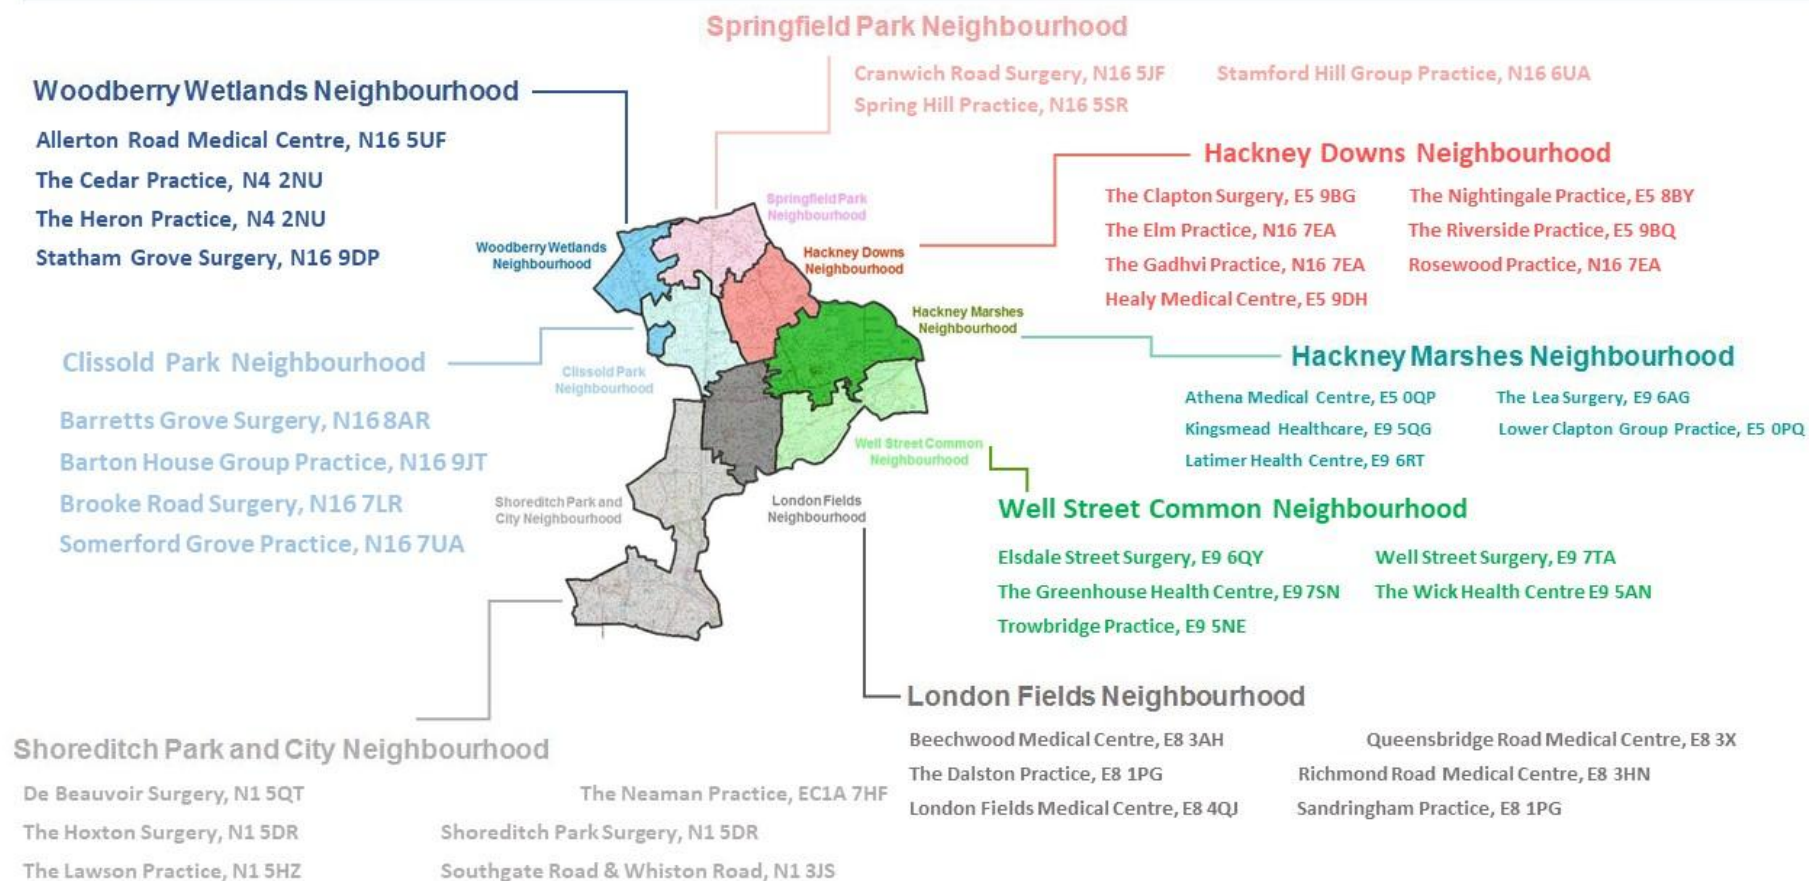 Springfield Park Neighbourhood
Cranwich Road Surgery, N16 5JF
Stamford Hill Group Practice, N16 6UA
Spring Hill Practice, N16 5SR
Woodberry Wetlands Neighbourhood
Allerton Road Medical Centre, N16 5UF
The Cedar Practice, N4 2NU
The Heron Practice, N4 2NU
Statham Grove Surgery, N16 9DP
Hackney Downs Neighbourhood
The Clapton Surgery, E5 9BG
The Nightingale Practice, E5 8BY
The Elm Practice, N16 7EA
The Riverside Practice, E5 9BQ
The Gadhvi Practice, N16 7EA
Rosewood Practice, N16 7EA
Healy Medical Centre, E5 9DH
Springfield Park
Neighbourhood
Woodberry Wetlands
Neighbourhood
Hackney Downs
Neighbourhood
Hackney Marshes
Neighbourhood
Clissold Park
Neighbourhood
Well Street Common
Neighbourhood
Shoreditch Park and
City Neighbourhood
London Fields
Neighbourhood
Clissold Park Neighbourhood
Barretts Grove Surgery, N16 8AR
Barton House Group Practice, N16 9JT
Brooke Road Surgery, N16 7LR
Somerford Grove Practice, N16 7UA
Hackney Marshes Neighbourhood
Athena Medical Centre, E5 0QP
The Lea Surgery, E9 6AG
Kingsmead Healthcare, E9 5QG
Lower Clapton Group Practice, E5 0PQ
Latimer Health Centre, E9 6RT
Well Street Common Neighbourhood
Elsdale Street Surgery, E9 6QY
Well Street Surgery, E9 7TA
The Greenhouse Health Centre, E9 7SN
The Wick Health Centre E9 5AN
Trowbridge Practice, E9 5NE
London Fields Neighbourhood
Beechwood Medical Centre, E8 3AH
Queensbridge Road Medical Centre, E8 3X
The Dalston Practice, E8 1PG
Richmond Road Medical Centre, E8 3HN
London Fields Medical Centre, E8 4QJ
Sandringham Practice, E8 1PG
Shoreditch Park and City Neighbourhood
De Beauvoir Surgery, N1 5QT
The Neaman Practice, EC1A 7HF
The Hoxton Surgery, N1 5DR
Shoreditch Park Surgery, N1 5DR
The Lawson Practice, N1 5HZ
Southgate Road & Whiston Road, N1 3JS